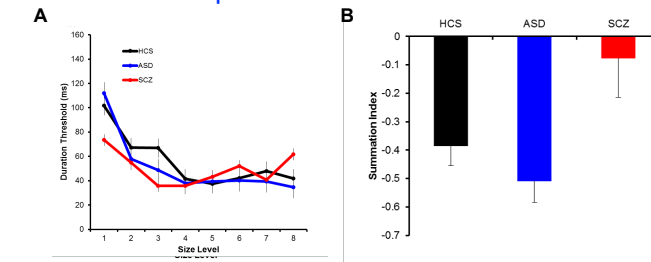 A
160
140
120
100
80
60
40
20
0
Duration Threshold (ms)
HCS
ASD
SCZ
1 2 3 4 5 6 7 8
Size Level
B
HCS ASD SCZ
0
-0.1
-0.2
-0.3
-0.4
-0.5
-0.6
-0.7
Summation Index